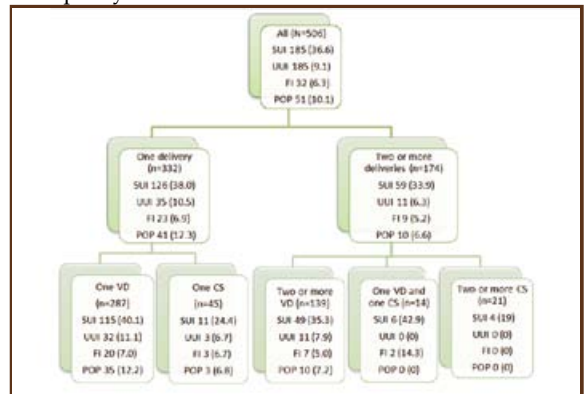 All (N=506)
SUI 185 (36.6)
UUI 185 (9.1)
FI 32 (6.3)
POP 51 (10.1)
One delivery
(n=332)
SUI 126 (38.0)
UUI 35 (10.5)
FI 23 (6.9)
POP 41 (12.3)
Two or more
deliveries (n=174)
SUI 59 (33.9)
UUI 11 (6.3)
FI 9 (5.2)
POP 10 (6.6)
One VD
(n=287)
SUI 115 (40.1)
UUI 32 (11.1)
FI 20 (7.0)
POP 35 (12.2)
One CS
(n=45)
SUI 11 (24.4)
UUI 3 (6.7)
FI 3 (6.7)
POP 3 (6.8)
Two or more
VD (n=139)
SUI 49 (35.3)
UUI 11 (7.9)
FI 7 (5.0)
POP 10 (7.2)
One VD and
one CS (n=14)
SUI 6 (42.9)
UUI 0 (0)
FI 2 (14.3)
POP 0 (0)
Two or more CS
(n=21)
SUI 4 (19)
UUI 0 (0)
FI 0 (0)
POP 0 (0)